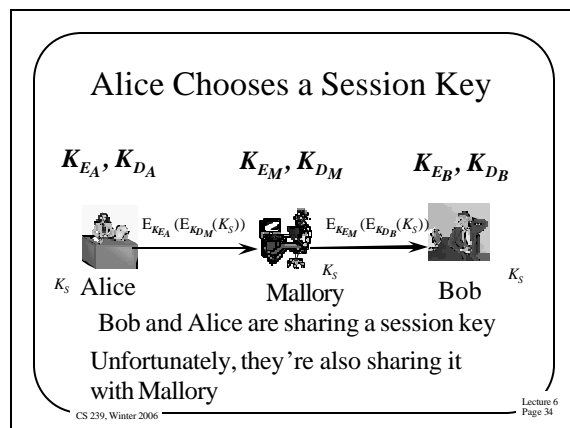 Alice Chooses a Session Key
K_EA, K_DA
K_EM, K_DM
K_EB, K_DB
E_KEA(E_KDM(K_S))
E_KEM(E_KDB(K_S))
K_S
Alice
K_S
Mallory
Bob
K_S
Bob and Alice are sharing a session key
Unfortunately, they're also sharing it
with Mallory
CS 239, Winter 2006
Lecture 6
Page 34